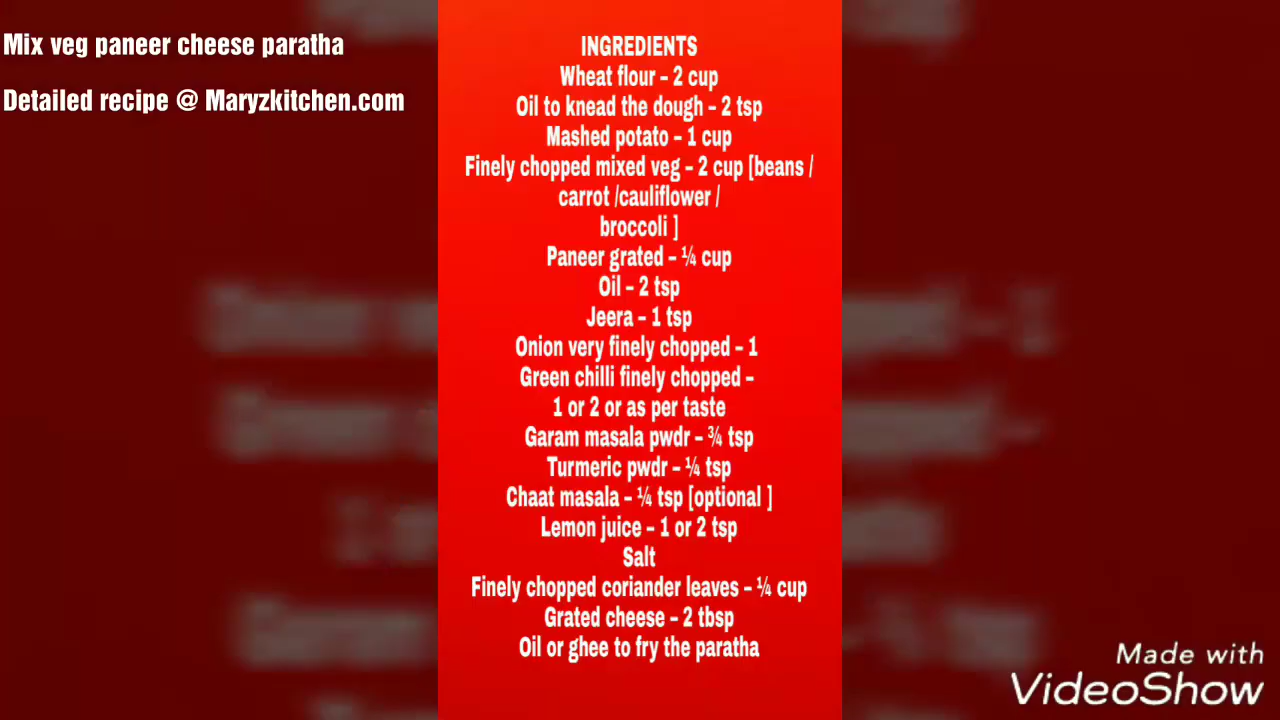 Mix veg paneer cheese paratha
Detailed recipe @ Maryzkitchen.com
INGREDIENTS
Wheat flour – 2 cup
Oil to knead the dough – 2 tsp
Mashed potato – 1 cup
Finely chopped mixed veg – 2 cup [beans /
carrot /cauliflower /
broccoli ]
Paneer grated – ¼ cup
Oil – 2 tsp
Jeera – 1 tsp
Onion very finely chopped – 1
Green chilli finely chopped –
1 or 2 or as per taste
Garam masala pwdr – ¾ tsp
Turmeric pwdr – ¼ tsp
Chaat masala – ¼ tsp [optional ]
Lemon juice – 1 or 2 tsp
Salt
Finely chopped coriander leaves – ¼ cup
Grated cheese – 2 tbsp
Oil or ghee to fry the paratha
Made with
VideoShow